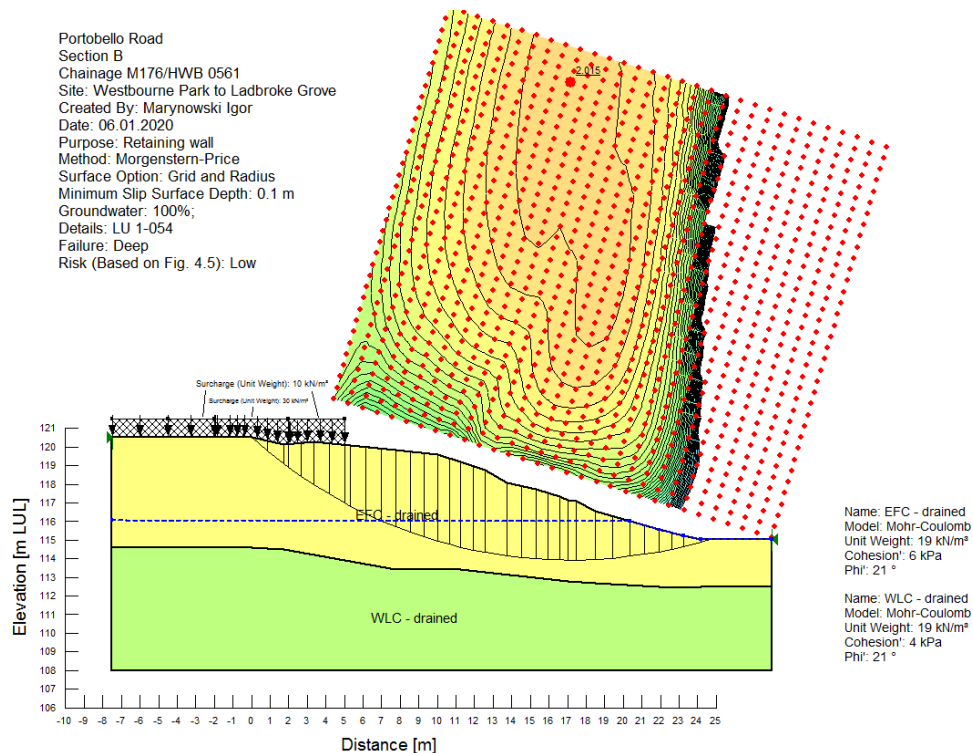 Portobello Road
Section B
Chainage M176/HWB 0561
Site: Westbourne Park to Ladbroke Grove
Created By: Marynowski Igor
Date: 06.01.2020
Purpose: Retaining wall
Method: Morgenstern-Price
Surface Option: Grid and Radius
Minimum Slip Surface Depth: 0.1 m
Groundwater: 100%;
Details: LU 1-054
Failure: Deep
Risk (Based on Fig. 4.5): Low
2.015
Surcharge (Unit Weight): 10 kN/m³
Surcharge (Unit Weight): 30 kN/m³
Elevation [m LUL]
121
120
119
118
117
116
115
114
113
112
111
110
109
108
107
106
EFC - drained
WLC - drained
Name: EFC - drained
Model: Mohr-Coulomb
Unit Weight: 19 kN/m³
Cohesion': 6 kPa
Phi': 21 °
Name: WLC - drained
Model: Mohr-Coulomb
Unit Weight: 19 kN/m³
Cohesion': 4 kPa
Phi': 21 °
-10 -9 -8 -7 -6 -5 -4 -3 -2 -1 0 1 2 3 4 5 6 7 8 9 10 11 12 13 14 15 16 17 18 19 20 21 22 23 24 25
Distance [m]